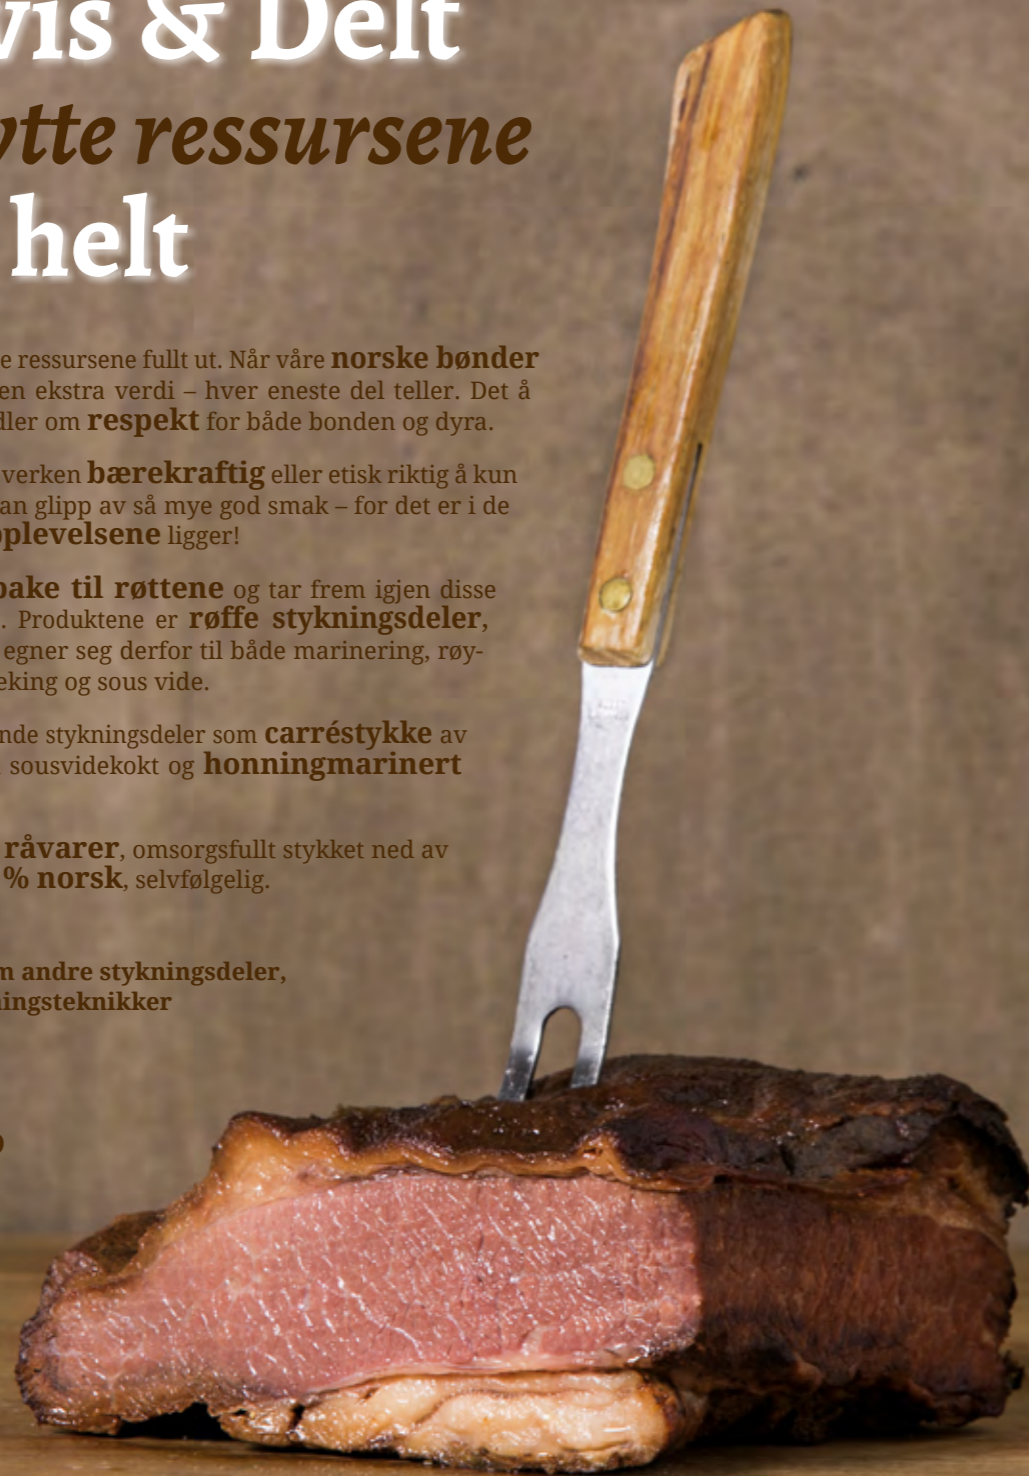 vis & Delt
ytte ressursene
helt
e ressursene fullt ut. Når våre norske bønder
en ekstra verdi – hver eneste del teller. Det å
dler om respekt for både bonden og dyra.
verken bærekraftig eller etisk riktig å kun
an glipp av så mye god smak – for det er i de
pplevelsene ligger!
bake til røttene og tar frem igjen disse
. Produktene er røffe stykningsdeler,
egner seg derfor til både marinering, røy-
eking og sous vide.
nde stykningsdeler som carréstykke av
sousvidekokt og honningmarinert
råvarer, omsorgsfullt stykket ned av
% norsk, selvfølgelig.
m andre stykningsdeler,
ningsteknikker